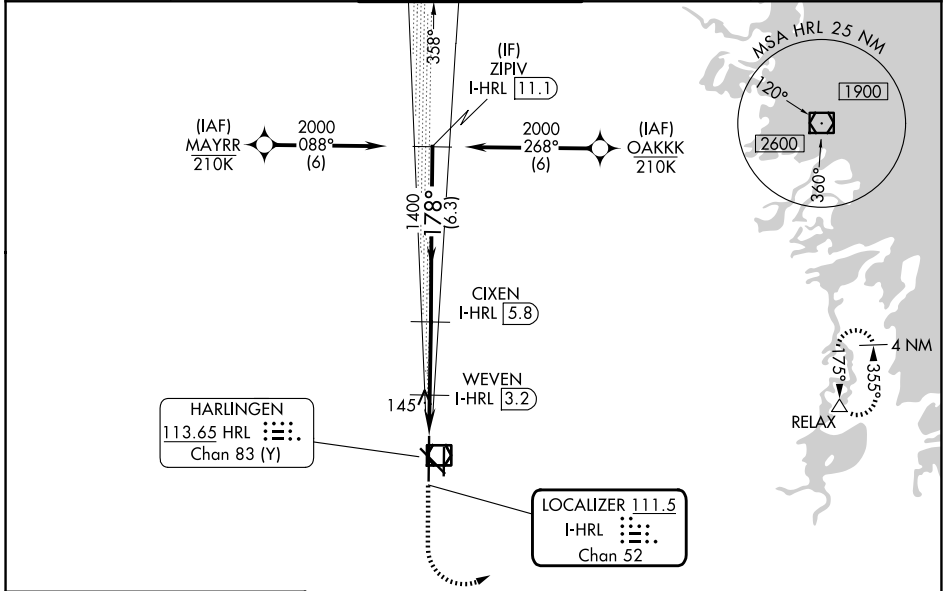 358°
(IF)
ZIPIV
I-HRL 11.1
MSA HRL 25 NM
120°
1900
2600
360°
(IAF)
MAYRR
210K
2000
088°
(6)
2000
268°
(6)
(IAF)
OAKKK
210K
1400
178°
(6.3)
CIXEN
I-HRL 5.8
WEVEN
I-HRL 3.2
145
4 NM
175°
355°
RELAX
HARLINGEN
113.65 HRL
Chan 83 (Y)
LOCALIZER 111.5
I-HRL
Chan 52